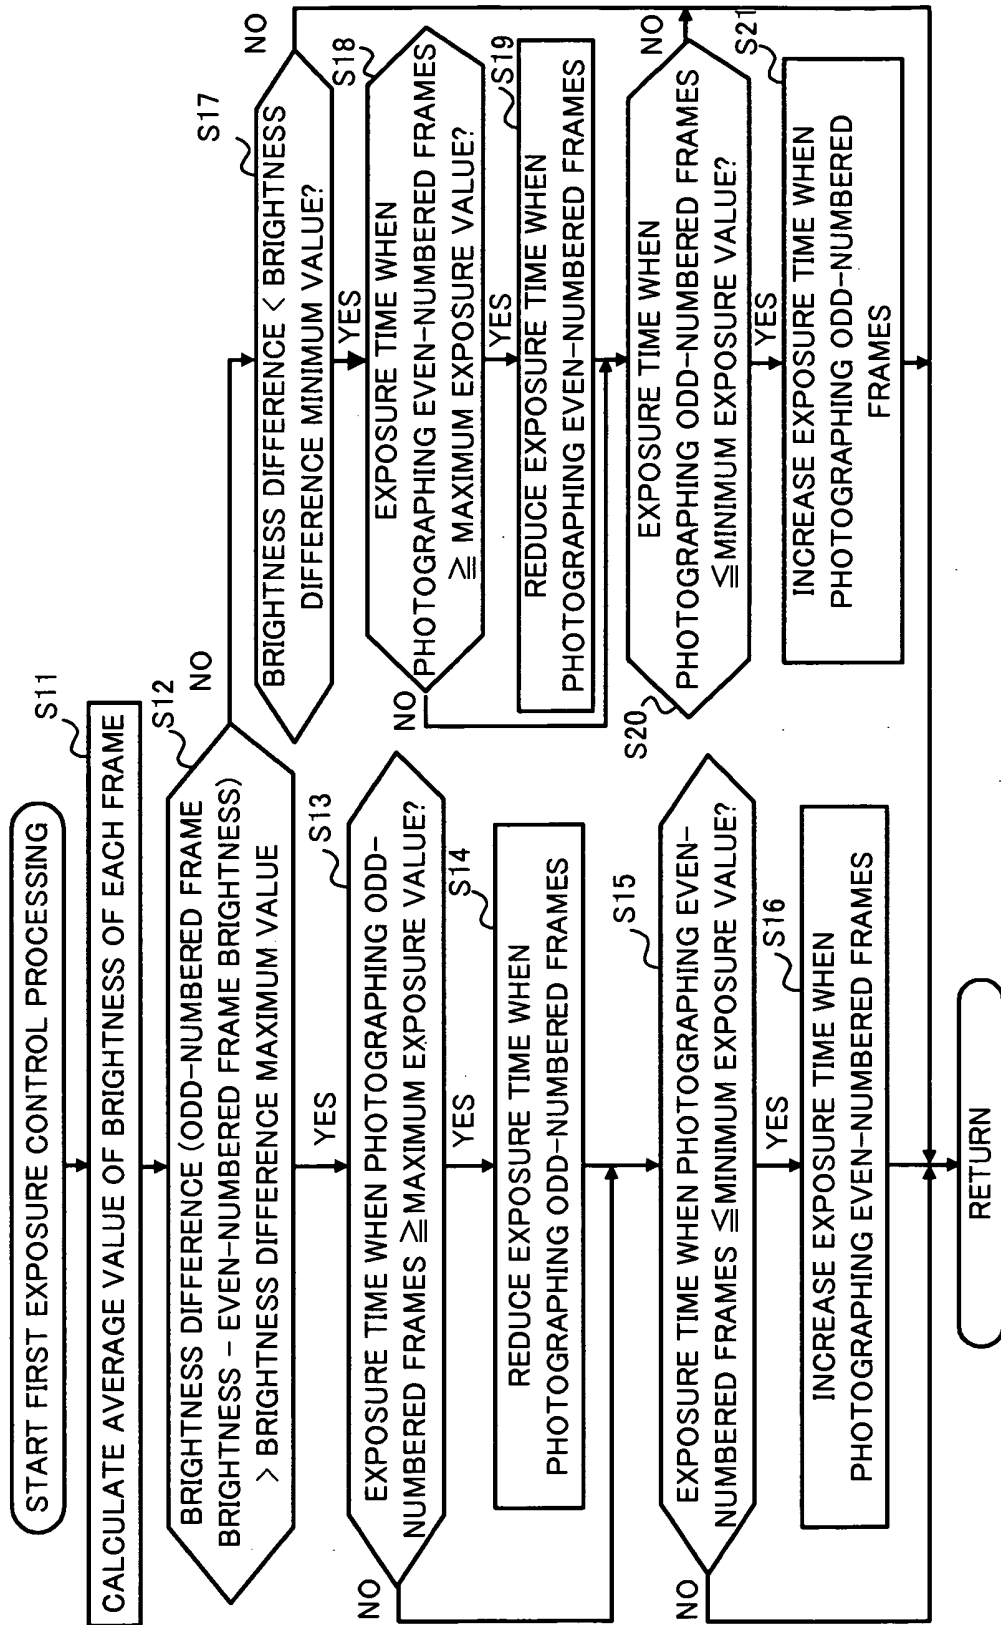 START FIRST EXPOSURE CONTROL PROCESSING
S11
CALCULATE AVERAGE VALUE OF BRIGHTNESS OF EACH FRAME
S12
BRIGHTNESS DIFFERENCE (ODD-NUMBERED FRAME
BRIGHTNESS - EVEN-NUMBERED FRAME BRIGHTNESS)
> BRIGHTNESS DIFFERENCE MAXIMUM VALUE
NO
YES
S13
EXPOSURE TIME WHEN PHOTOGRAPHING ODD-
NUMBERED FRAMES ≧MAXIMUM EXPOSURE VALUE?
NO
YES
S14
REDUCE EXPOSURE TIME WHEN
PHOTOGRAPHING ODD-NUMBERED FRAMES
S15
EXPOSURE TIME WHEN PHOTOGRAPHING EVEN-
NUMBERED FRAMES ≦MINIMUM EXPOSURE VALUE?
NO
YES
S16
INCREASE EXPOSURE TIME WHEN
PHOTOGRAPHING EVEN-NUMBERED FRAMES
S17
BRIGHTNESS DIFFERENCE < BRIGHTNESS
DIFFERENCE MINIMUM VALUE?
NO
YES
S18
EXPOSURE TIME WHEN
PHOTOGRAPHING EVEN-NUMBERED FRAMES
≧ MAXIMUM EXPOSURE VALUE?
NO
YES
S19
REDUCE EXPOSURE TIME WHEN
PHOTOGRAPHING EVEN-NUMBERED FRAMES
S20
EXPOSURE TIME WHEN
PHOTOGRAPHING ODD-NUMBERED FRAMES
≦MINIMUM EXPOSURE VALUE?
NO
YES
S21
INCREASE EXPOSURE TIME WHEN
PHOTOGRAPHING ODD-NUMBERED
FRAMES
RETURN